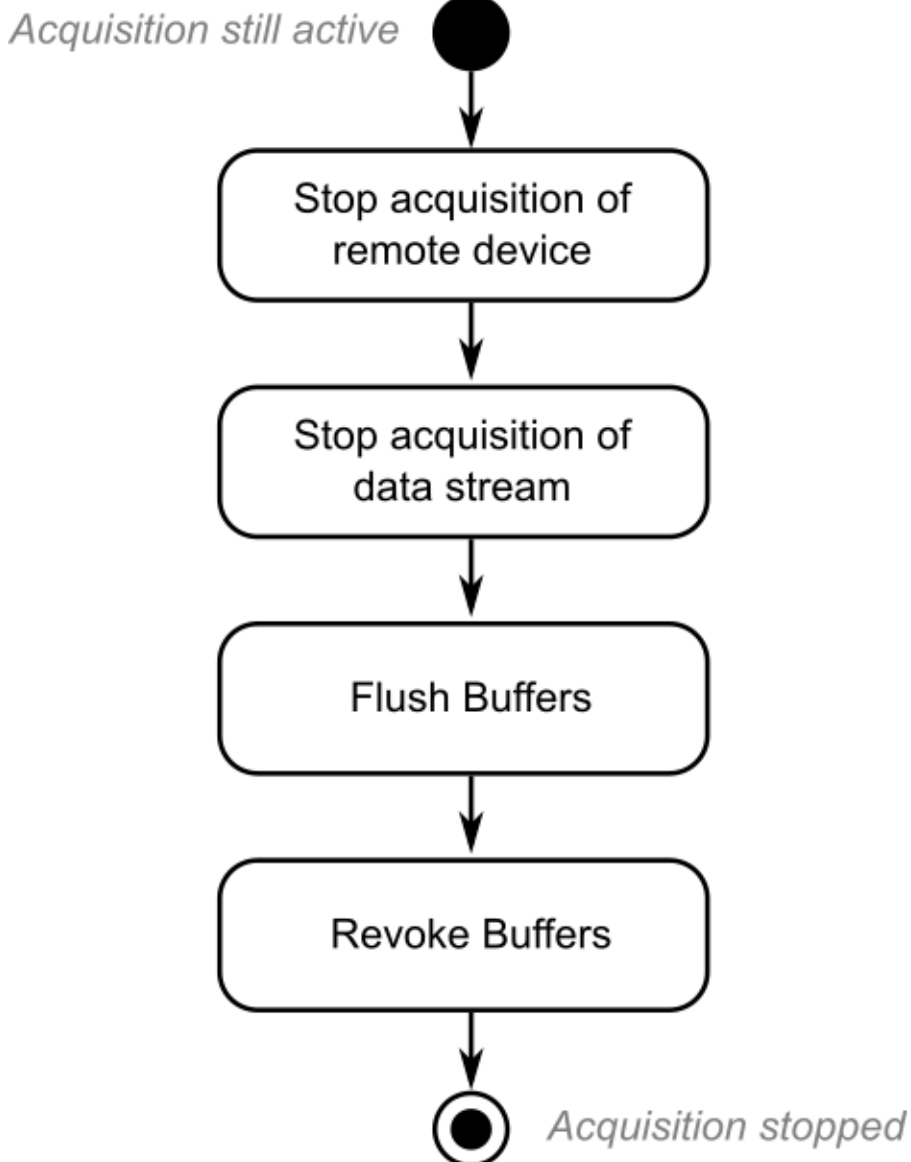 Acquisition still active
Stop acquisition of
remote device
Stop acquisition of
data stream
Flush Buffers
Revoke Buffers
Acquisition stopped